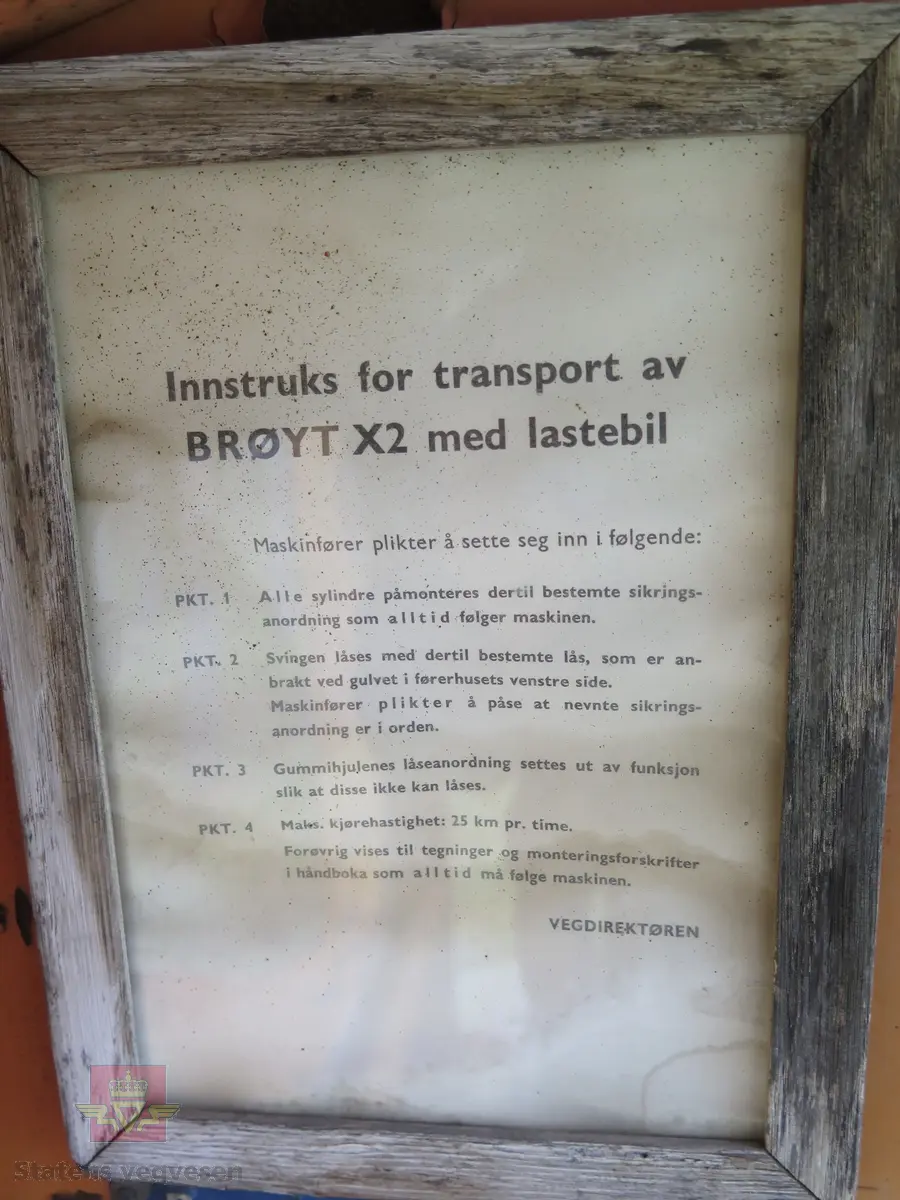 Innstruks for transport av
BRØYT X2 med lastebil
Maskinfører plikter å sette seg inn i følgende:
PKT. 1 Alle sylindre påmonteres dertil bestemte sikrings-
anordning som alltid følger maskinen.
PKT. 2 Svingen låses med dertil bestemte lås, som er an-
brakt ved gulvet i førerhusets venstre side.
Maskinfører plikter å påse at nevnte sikrings-
anordning er i orden.
PKT. 3 Gummihjulenes låseanordning settes ut av funksjon
slik at disse ikke kan låses.
PKT. 4 Maks. kjørehastighet: 25 km pr. time.
Forøvrig vises til tegninger og monteringsforskrifter
i håndboka som alltid må følge maskinen.
VEGDIREKTØREN
Statens vegvesen